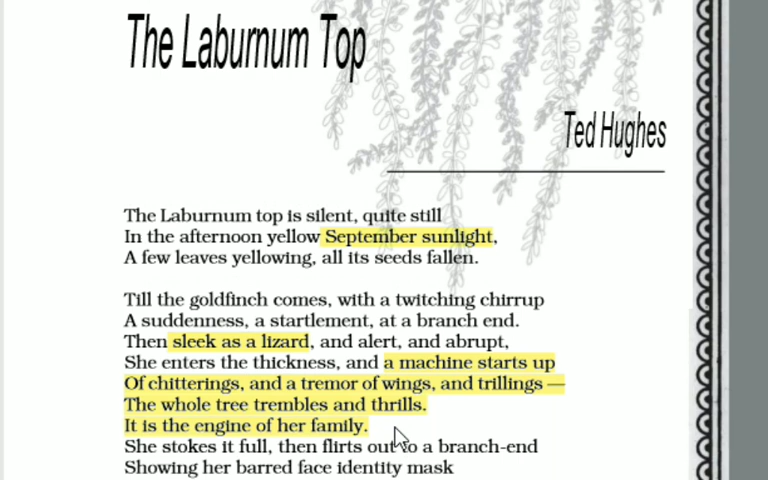 The Laburnum Top
Ted Hughes
The Laburnum top is silent, quite still
In the afternoon yellow September sunlight,
A few leaves yellowing, all its seeds fallen.
Till the goldfinch comes, with a twitching chirrup
A suddenness, a startlement, at a branch end.
Then sleek as a lizard, and alert, and abrupt,
She enters the thickness, and a machine starts up
Of chitterings, and a tremor of wings, and trillings —
The whole tree trembles and thrills.
It is the engine of her family.
She stokes it full, then flirts out to a branch-end
Showing her barred face identity mask